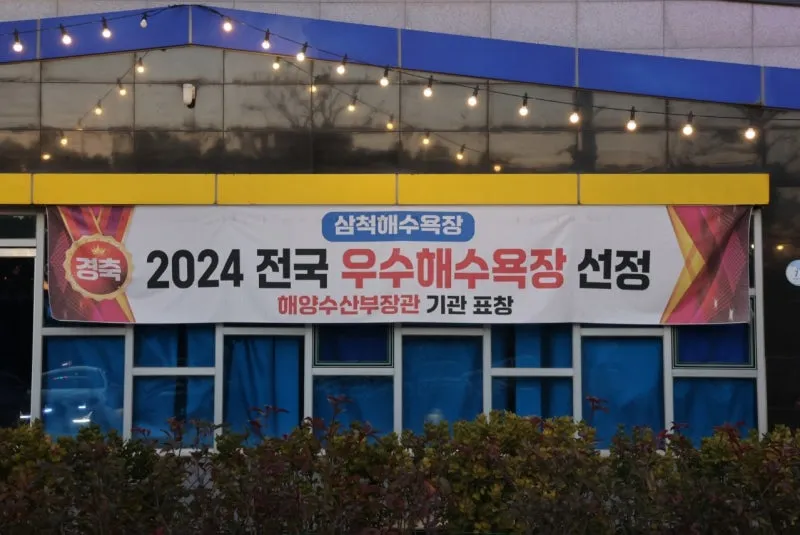 삼척해수욕장
경축
2024 전국 우수해수욕장 선정
해양수산부장관 기관 표창